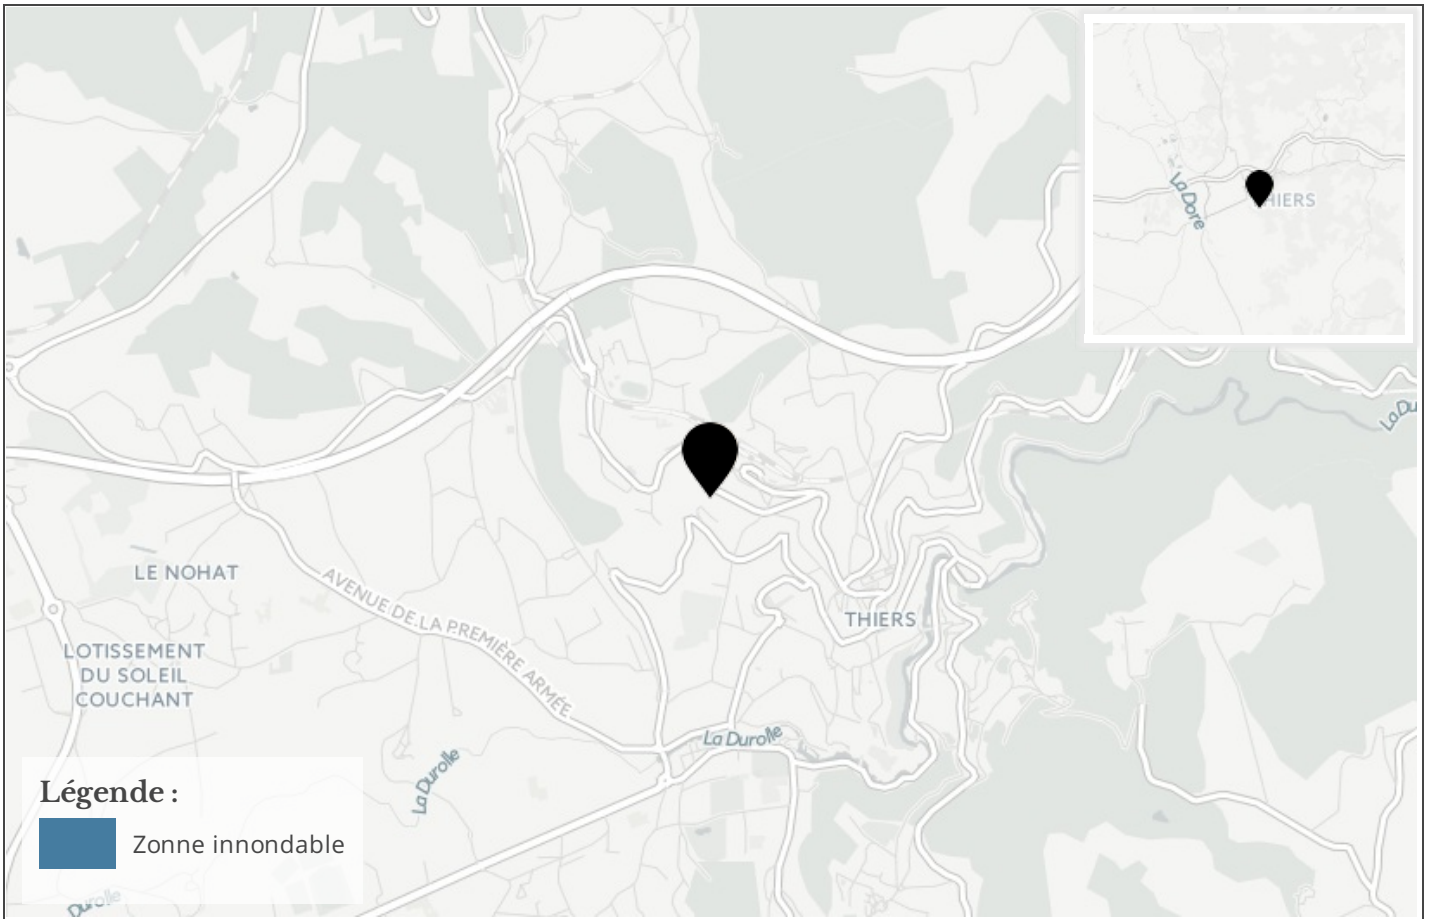 La Dore
THIERS
La Du
LE NOHAT
AVENUE DE LA PREMIÈRE ARMÉE
THIERS
LOTISSEMENT
DU SOLEIL
COUCHANT
La Durolle
La Durolle
Légende :
Zonne innondable
Durolle